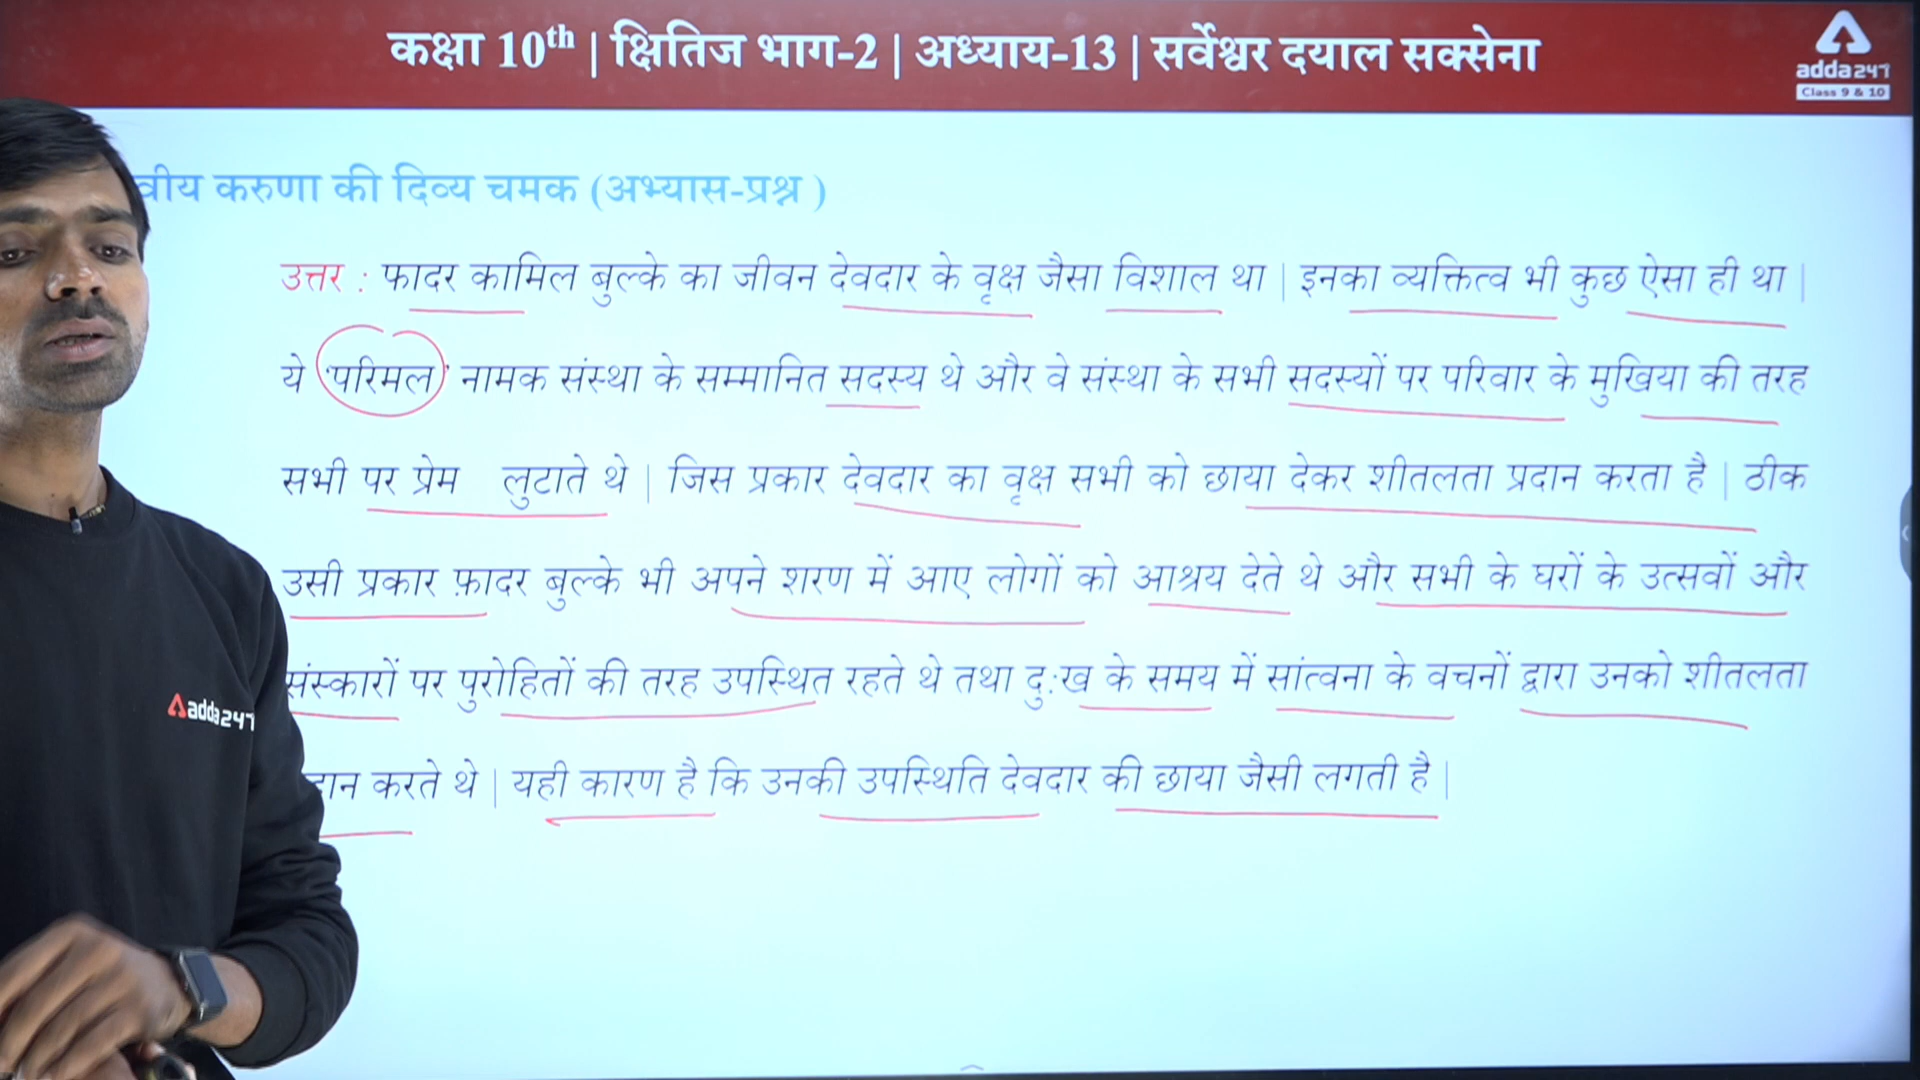 कक्षा 10th | क्षितिज भाग-2 | अध्याय-13 | सर्वेश्वर दयाल सक्सेना
adda247
Class 9 & 10
करुणा की दिव्य चमक (अभ्यास-प्रश्न )
उत्तर : फादर कामिल बुल्के का जीवन देवदार के वृक्ष जैसा विशाल था | इनका व्यक्तित्व भी कुछ ऐसा ही था |
ये 'परिमल' नामक संस्था के सम्मानित सदस्य थे और वे संस्था के सभी सदस्यों पर परिवार के मुखिया की तरह
सभी पर प्रेम लुटाते थे | जिस प्रकार देवदार का वृक्ष सभी को छाया देकर शीतलता प्रदान करता है | ठीक
उसी प्रकार फ़ादर बुल्के भी अपने शरण में आए लोगों को आश्रय देते थे और सभी के घरों के उत्सवों और
संस्कारों पर पुरोहितों की तरह उपस्थित रहते थे तथा दु:ख के समय में सांत्वना के वचनों द्वारा उनको शीतलता
करते थे | यही कारण है कि उनकी उपस्थिति देवदार की छाया जैसी लगती है |
adda247